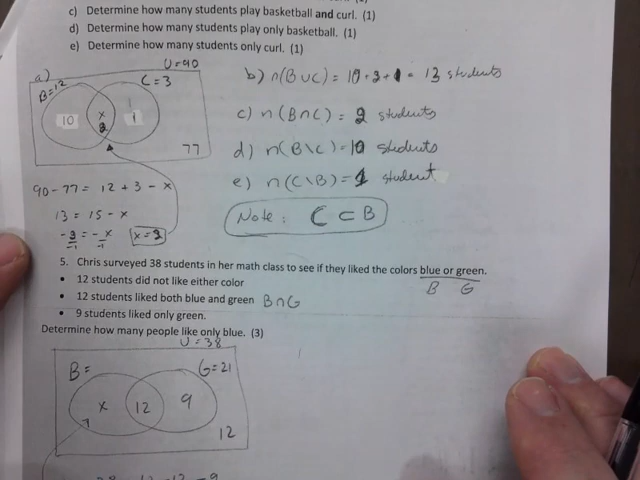 c) Determine how many students play basketball and curl. (1)
d) Determine how many students play only basketball. (1)
e) Determine how many students only curl. (1)
a) U=90
B=12 C=3
10 x 2 1
77
90-77 = 12 + 3 - x
13 = 15 - x
x=2
b) n(B∪C) = 10+2+1 = 13 students
c) n(B∩C) = 2 students
d) n(B\C)=10 students
e) n(C\B)=1 student
Note: C ⊂ B
5. Chris surveyed 38 students in her math class to see if they liked the colors blue or green.
B G
• 12 students did not like either color
• 12 students liked both blue and green B∩G
• 9 students liked only green.
Determine how many people like only blue. (3)
U=38
B= G=21
x 12 9
12